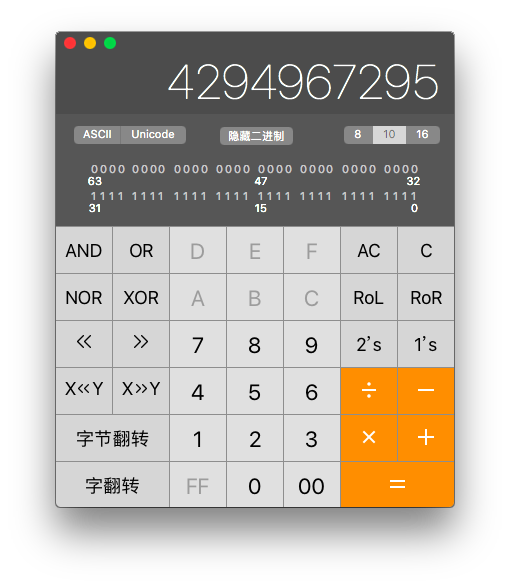 4294967295
ASCII Unicode 隐藏二进制 8 10 16
0000 0000 0000 0000 0000 0000 0000 0000
63 47 32
1111 1111 1111 1111 1111 1111 1111 1111
31 15 0
AND OR D E F AC C
NOR XOR A B C RoL RoR
« » 7 8 9 2's 1's
X«Y X»Y 4 5 6 ÷ −
字节翻转 1 2 3 × +
字翻转 FF 0 00 =